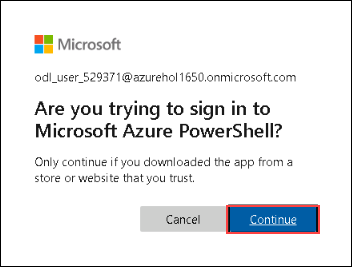 Microsoft
odl_user_529371@azurehol1650.onmicrosoft.com
Are you trying to sign in to
Microsoft Azure PowerShell?
Only continue if you downloaded the app from a
store or website that you trust.
Cancel Continue